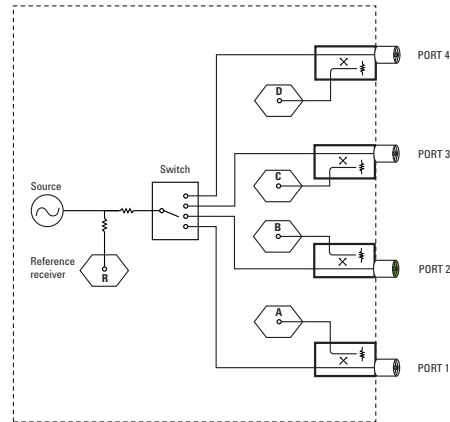 PORT 4
D
PORT 3
Switch
C
Source
B
Reference
receiver
R
PORT 2
A
PORT 1